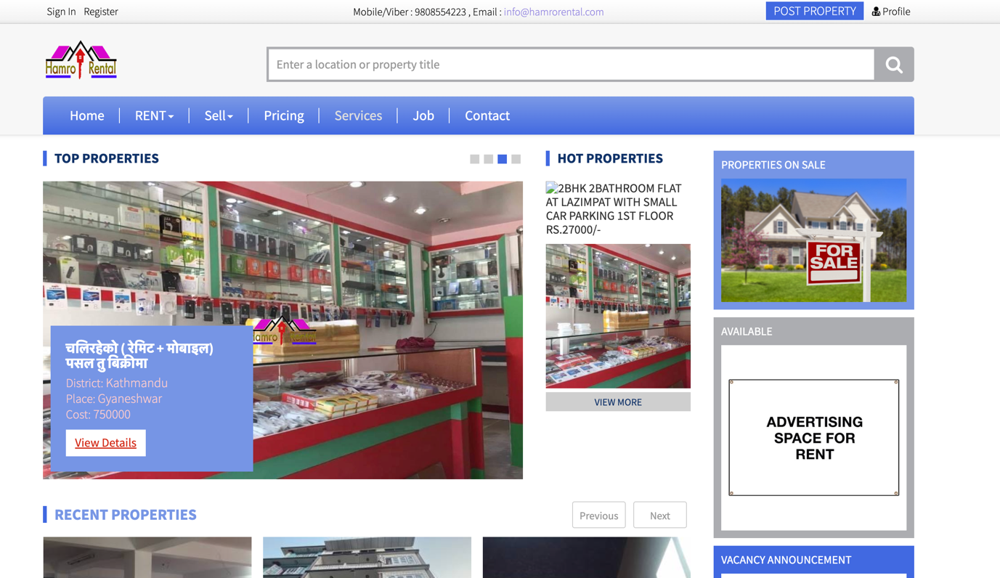 Sign In Register
Mobile/Viber : 9808554223 , Email : info@hamrorental.com
POST PROPERTY
Profile
Hamro Rental
Enter a location or property title
Home
RENT
Sell
Pricing
Services
Job
Contact
TOP PROPERTIES
Hamro Rental
चलिरहेको ( रेमिट + मोबाइल)
पसल तु बिक्रीमा
District: Kathmandu
Place: Gyaneshwar
Cost: 750000
View Details
HOT PROPERTIES
2BHK 2BATHROOM FLAT
AT LAZIMPAT WITH SMALL
CAR PARKING 1ST FLOOR
RS.27000/-
VIEW MORE
PROPERTIES ON SALE
FOR
SALE
AVAILABLE
ADVERTISING
SPACE FOR
RENT
RECENT PROPERTIES
Previous
Next
VACANCY ANNOUNCEMENT